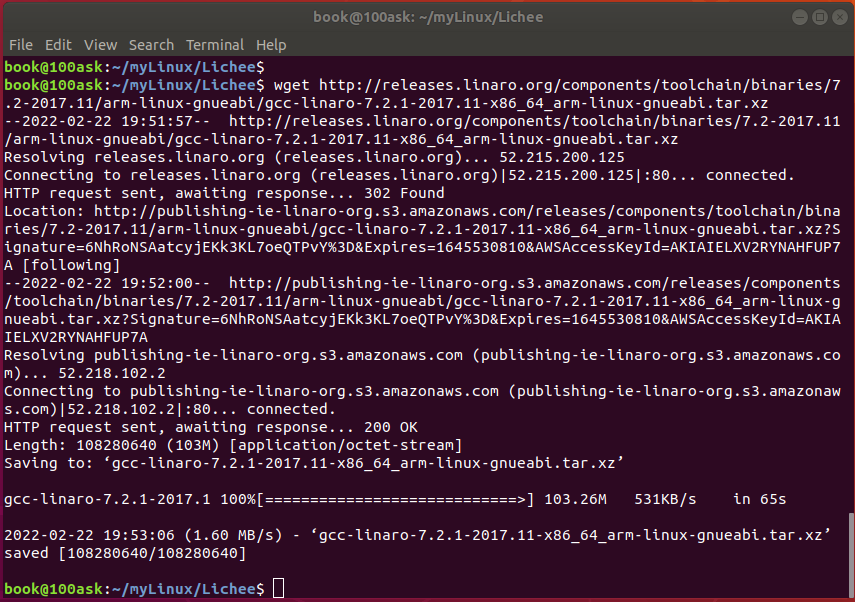 book@100ask: ~/myLinux/Lichee
File Edit View Search Terminal Help
book@100ask:~/myLinux/Lichee$
book@100ask:~/myLinux/Lichee$ wget http://releases.linaro.org/components/toolchain/binaries/7
.2-2017.11/arm-linux-gnueabi/gcc-linaro-7.2.1-2017.11-x86_64_arm-linux-gnueabi.tar.xz
--2022-02-22 19:51:57--  http://releases.linaro.org/components/toolchain/binaries/7.2-2017.11
/arm-linux-gnueabi/gcc-linaro-7.2.1-2017.11-x86_64_arm-linux-gnueabi.tar.xz
Resolving releases.linaro.org (releases.linaro.org)... 52.215.200.125
Connecting to releases.linaro.org (releases.linaro.org)|52.215.200.125|:80... connected.
HTTP request sent, awaiting response... 302 Found
Location: http://publishing-ie-linaro-org.s3.amazonaws.com/releases/components/toolchain/bina
ries/7.2-2017.11/arm-linux-gnueabi/gcc-linaro-7.2.1-2017.11-x86_64_arm-linux-gnueabi.tar.xz?S
ignature=6NhRoNSAatcyjEKk3KL7oeQTPvY%3D&Expires=1645530810&AWSAccessKeyId=AKIAIELXV2RYNAHFUP7
A [following]
--2022-02-22 19:52:00--  http://publishing-ie-linaro-org.s3.amazonaws.com/releases/components
/toolchain/binaries/7.2-2017.11/arm-linux-gnueabi/gcc-linaro-7.2.1-2017.11-x86_64_arm-linux-g
nueabi.tar.xz?Signature=6NhRoNSAatcyjEKk3KL7oeQTPvY%3D&Expires=1645530810&AWSAccessKeyId=AKIA
IELXV2RYNAHFUP7A
Resolving publishing-ie-linaro-org.s3.amazonaws.com (publishing-ie-linaro-org.s3.amazonaws.co
m)... 52.218.102.2
Connecting to publishing-ie-linaro-org.s3.amazonaws.com (publishing-ie-linaro-org.s3.amazonaw
s.com)|52.218.102.2|:80... connected.
HTTP request sent, awaiting response... 200 OK
Length: 108280640 (103M) [application/octet-stream]
Saving to: ‘gcc-linaro-7.2.1-2017.11-x86_64_arm-linux-gnueabi.tar.xz’
gcc-linaro-7.2.1-2017.1 100%[============================>] 103.26M   531KB/s    in 65s
2022-02-22 19:53:06 (1.60 MB/s) - ‘gcc-linaro-7.2.1-2017.11-x86_64_arm-linux-gnueabi.tar.xz’
saved [108280640/108280640]
book@100ask:~/myLinux/Lichee$